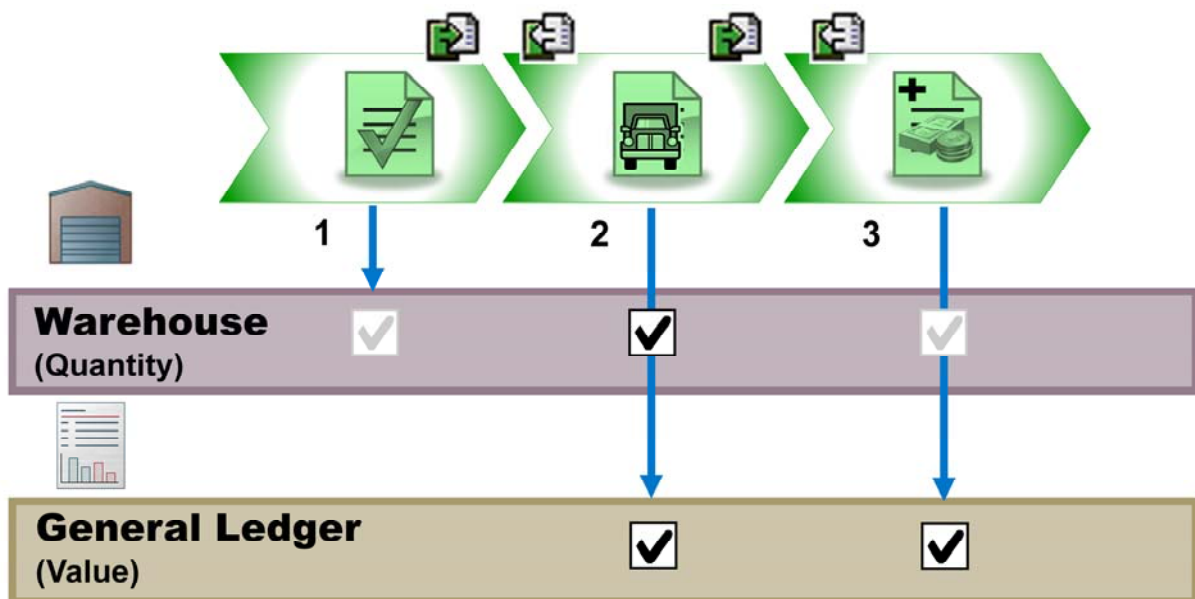 1
2
3
Warehouse
(Quantity)
General Ledger
(Value)